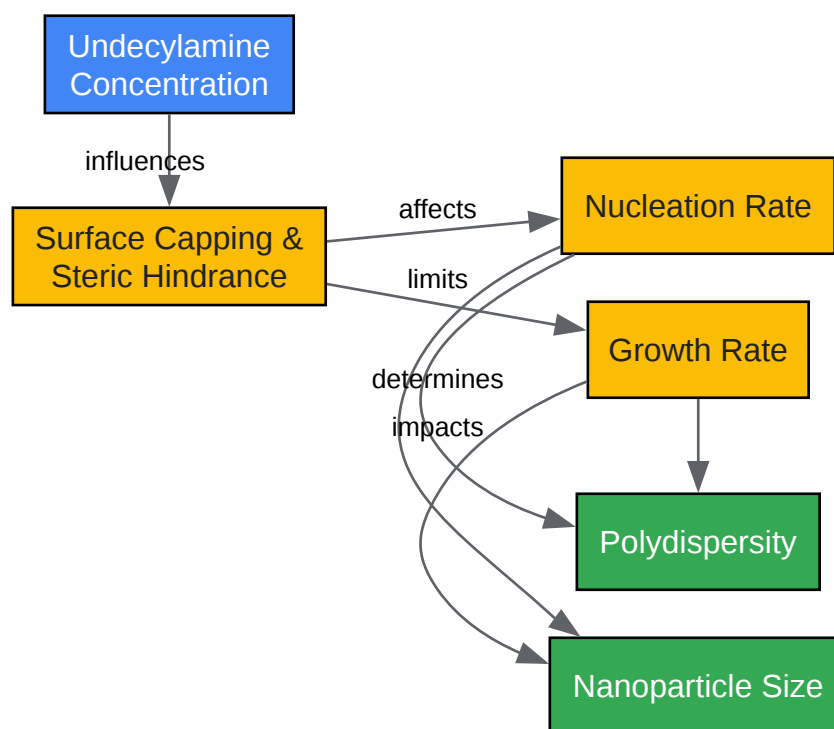 Undecylamine
Concentration
influences
Surface Capping &
Steric Hindrance
affects
limits
Nucleation Rate
Growth Rate
determines
impacts
Polydispersity
Nanoparticle Size